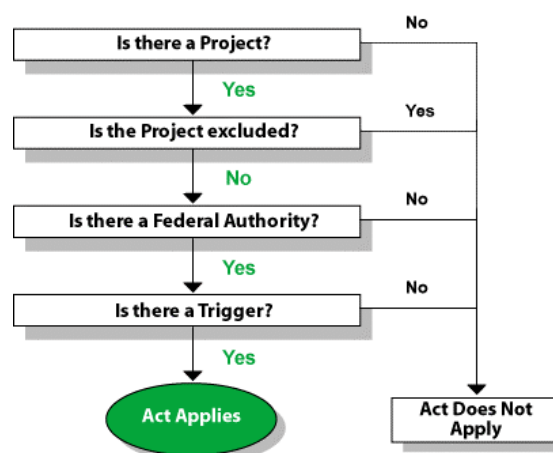 Is there a Project?
No
Yes
Is the Project excluded?
Yes
No
Is there a Federal Authority?
No
Yes
Is there a Trigger?
No
Yes
Act Applies
Act Does Not
Apply